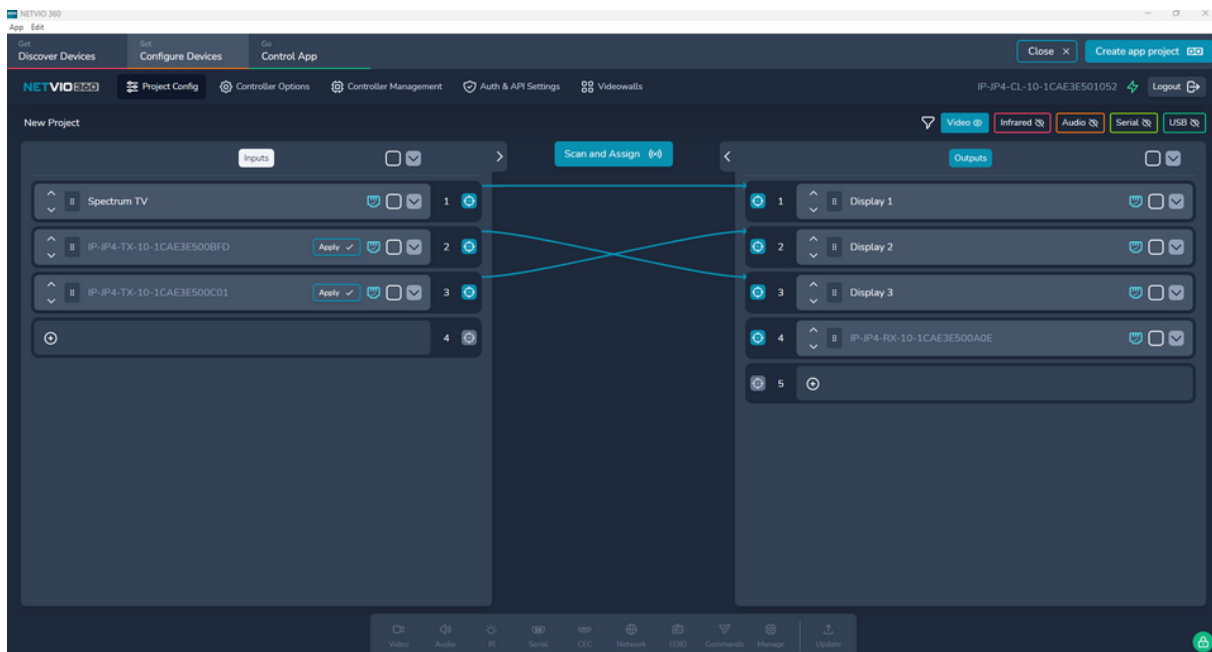 NETVIO 360
App Edit
Get
Discover Devices
Set
Configure Devices
Go
Control App
Close ×
Create app project GO
NETVIO360
Project Config
Controller Options
Controller Management
Auth & API Settings
Videowalls
IP-JP4-CL-10-1CAE3E501052
Logout
New Project
Video
Infrared
Audio
Serial
USB
Inputs
Scan and Assign
Outputs
Spectrum TV 1
1 Display 1
IP-JP4-TX-10-1CAE3E500BFD Apply 2
2 Display 2
IP-JP4-TX-10-1CAE3E500C01 Apply 3
3 Display 3
4
4 IP-JP4-RX-10-1CAE3E500A0E
5
Video Audio IR Serial CEC Network EDID Commands Manage Update